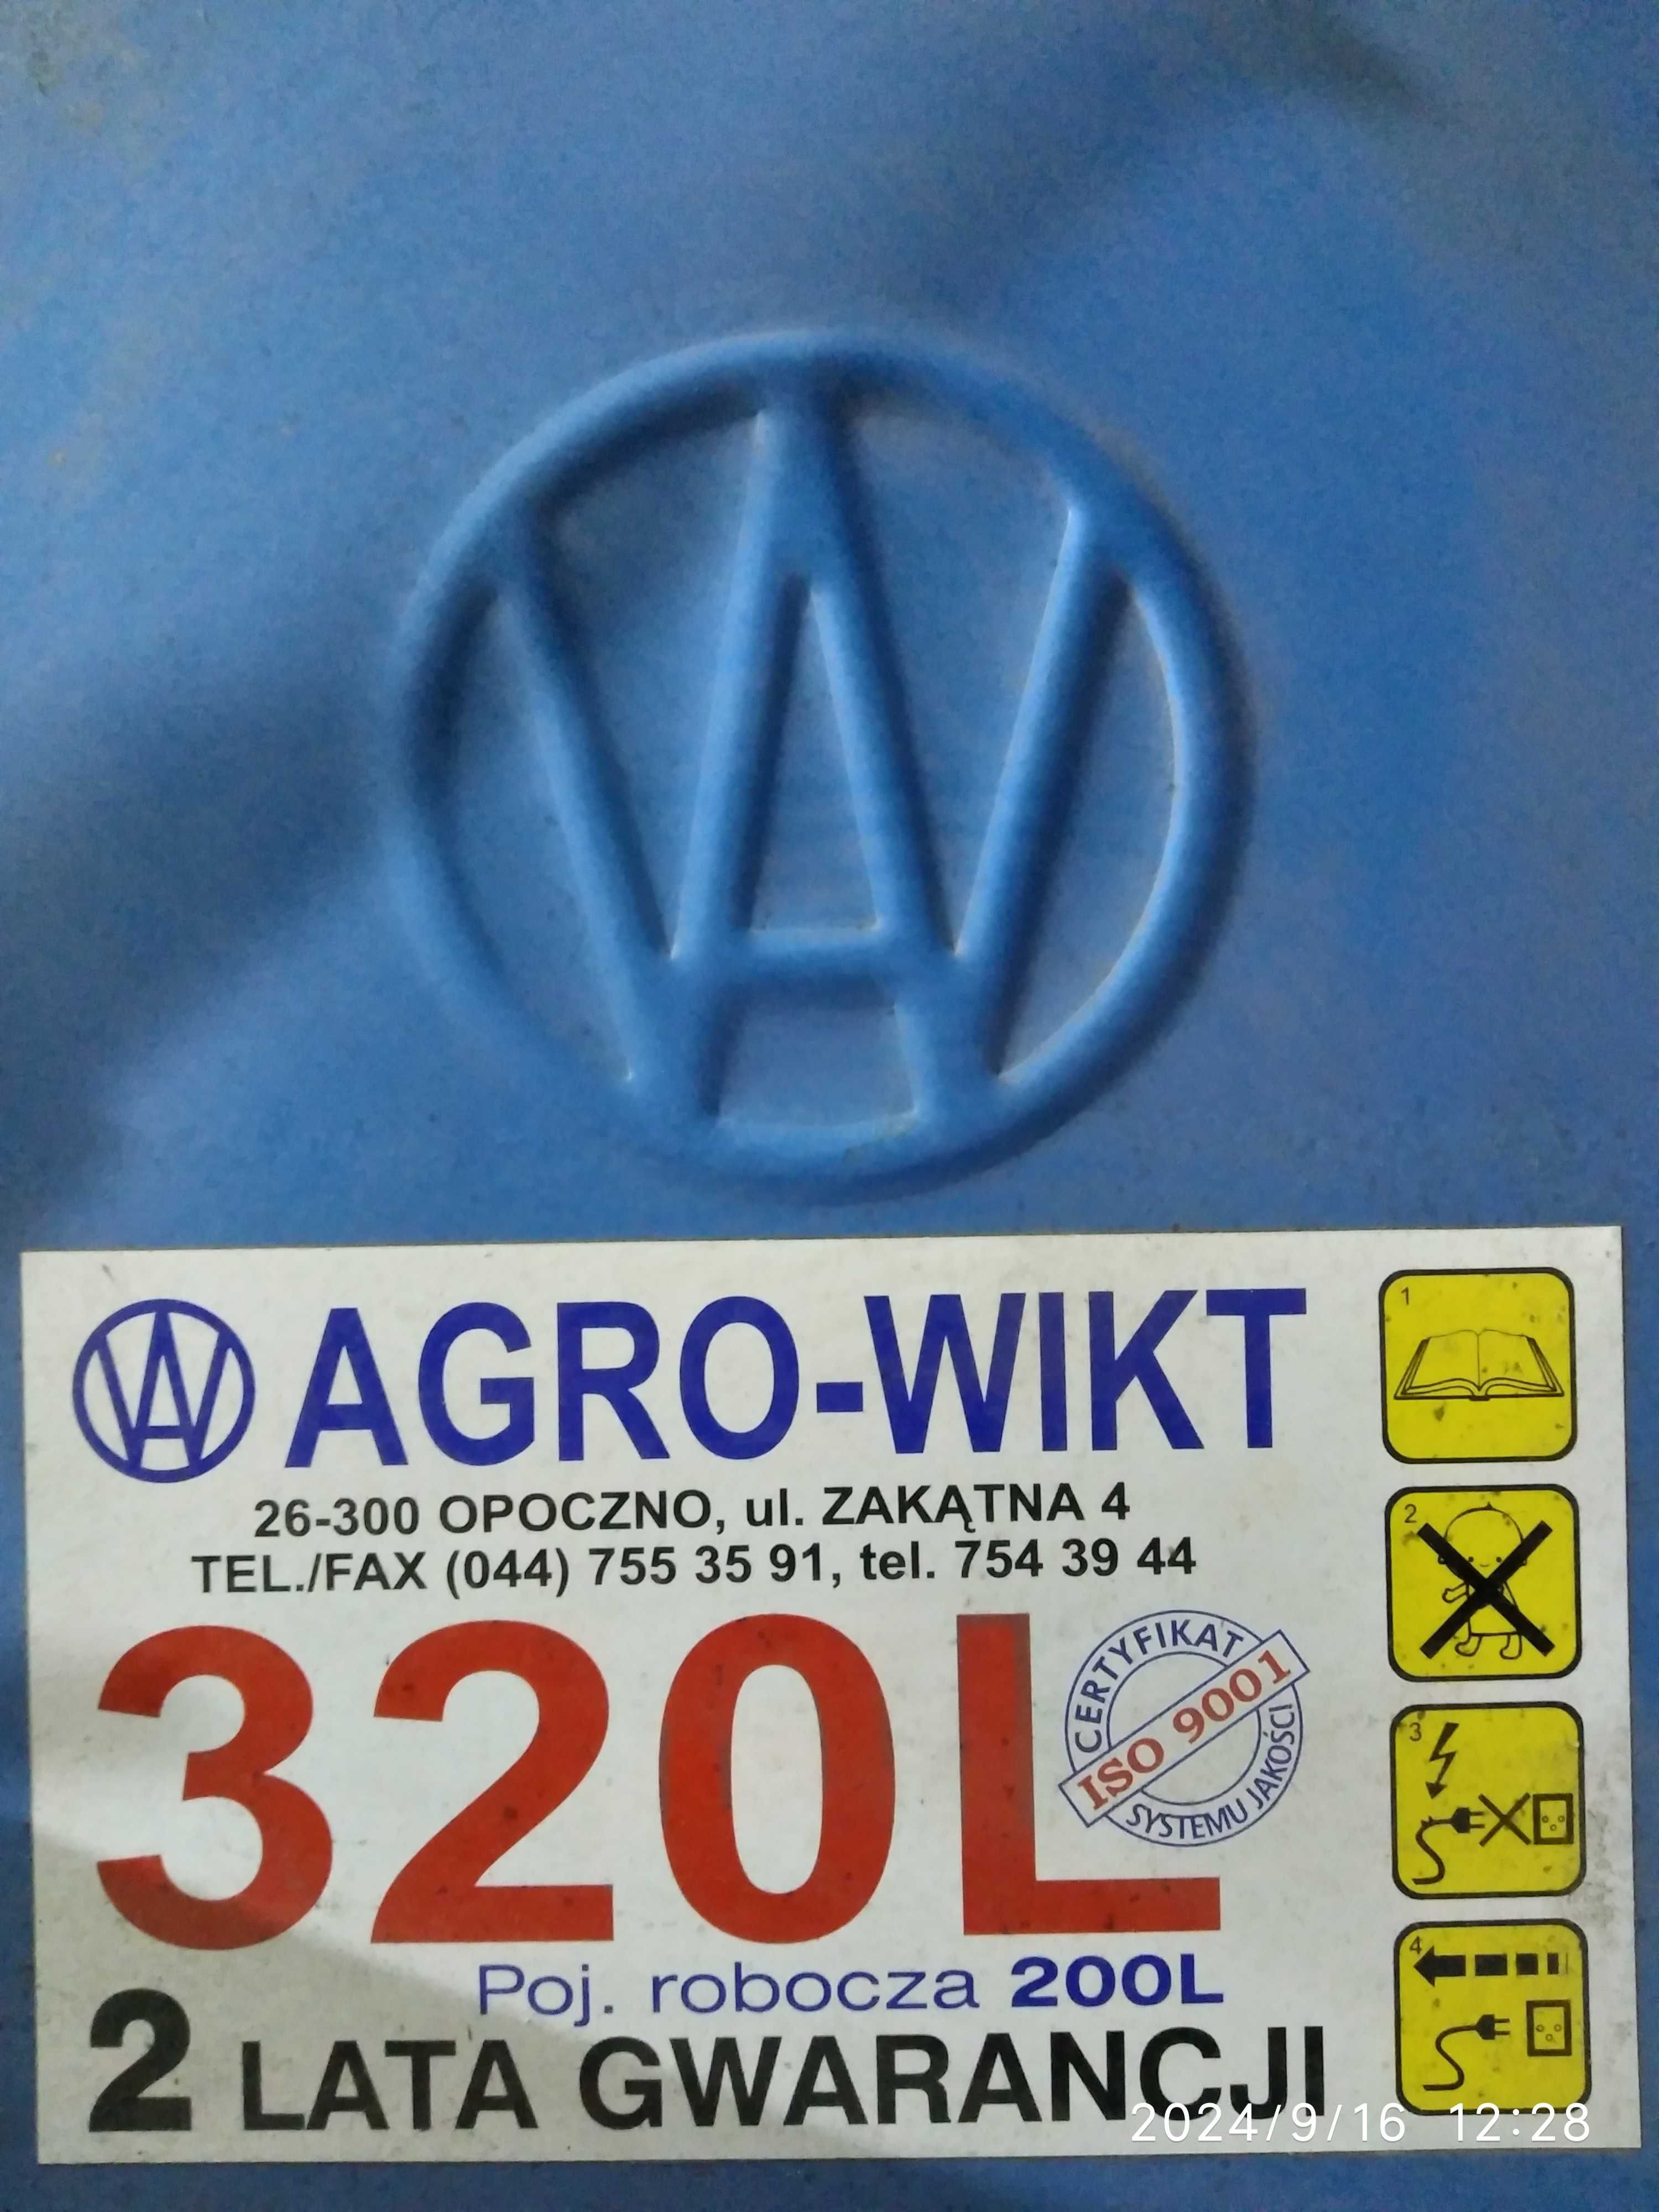 WA
WA AGRO-WIKT
26-300 OPOCZNO, ul. ZAKĄTNA 4
TEL./FAX (044) 755 35 91, tel. 754 39 44
320L
CERTYFIKAT
ISO 9001
SYSTEMU JAKOŚCI
Poj. robocza 200L
2 LATA GWARANCJI
1
2
3
4
2024/9/16 12:28